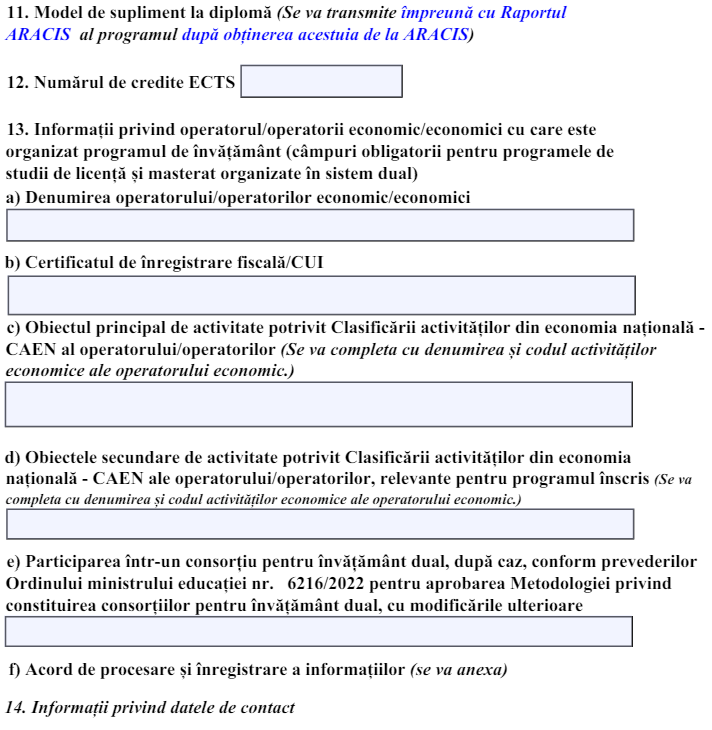 11. Model de supliment la diplomă (Se va transmite împreună cu Raportul
ARACIS al programul după obținerea acestuia de la ARACIS)
12. Numărul de credite ECTS
13. Informații privind operatorul/operatorii economic/economici cu care este
organizat programul de învățământ (câmpuri obligatorii pentru programele de
studii de licență și masterat organizate în sistem dual)
a) Denumirea operatorului/operatorilor economic/economici
b) Certificatul de înregistrare fiscală/CUI
c) Obiectul principal de activitate potrivit Clasificării activităților din economia națională -
CAEN al operatorului/operatorilor (Se va completa cu denumirea și codul activităților
economice ale operatorului economic.)
d) Obiectele secundare de activitate potrivit Clasificării activităților din economia
națională - CAEN ale operatorului/operatorilor, relevante pentru programul înscris (Se va
completa cu denumirea și codul activităților economice ale operatorului economic.)
e) Participarea într-un consorțiu pentru învățământ dual, după caz, conform prevederilor
Ordinului ministrului educației nr. 6216/2022 pentru aprobarea Metodologiei privind
constituirea consorțiilor pentru învățământ dual, cu modificările ulterioare
f) Acord de procesare și înregistrare a informațiilor (se va anexa)
14. Informații privind datele de contact